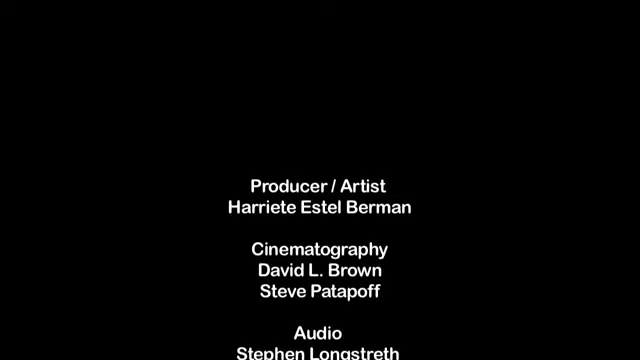 Producer / Artist
Harriete Estel Berman
Cinematography
David L. Brown
Steve Patapoff
Audio
Stephen Longstreth